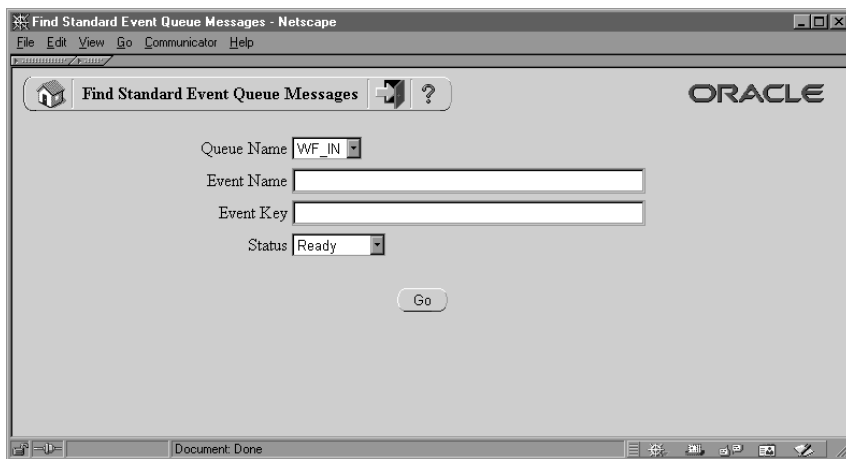 Find Standard Event Queue Messages - Netscape
File Edit View Go Communicator Help
Find Standard Event Queue Messages ?
ORACLE
Queue Name WF_IN
Event Name
Event Key
Status Ready
Go
Document: Done